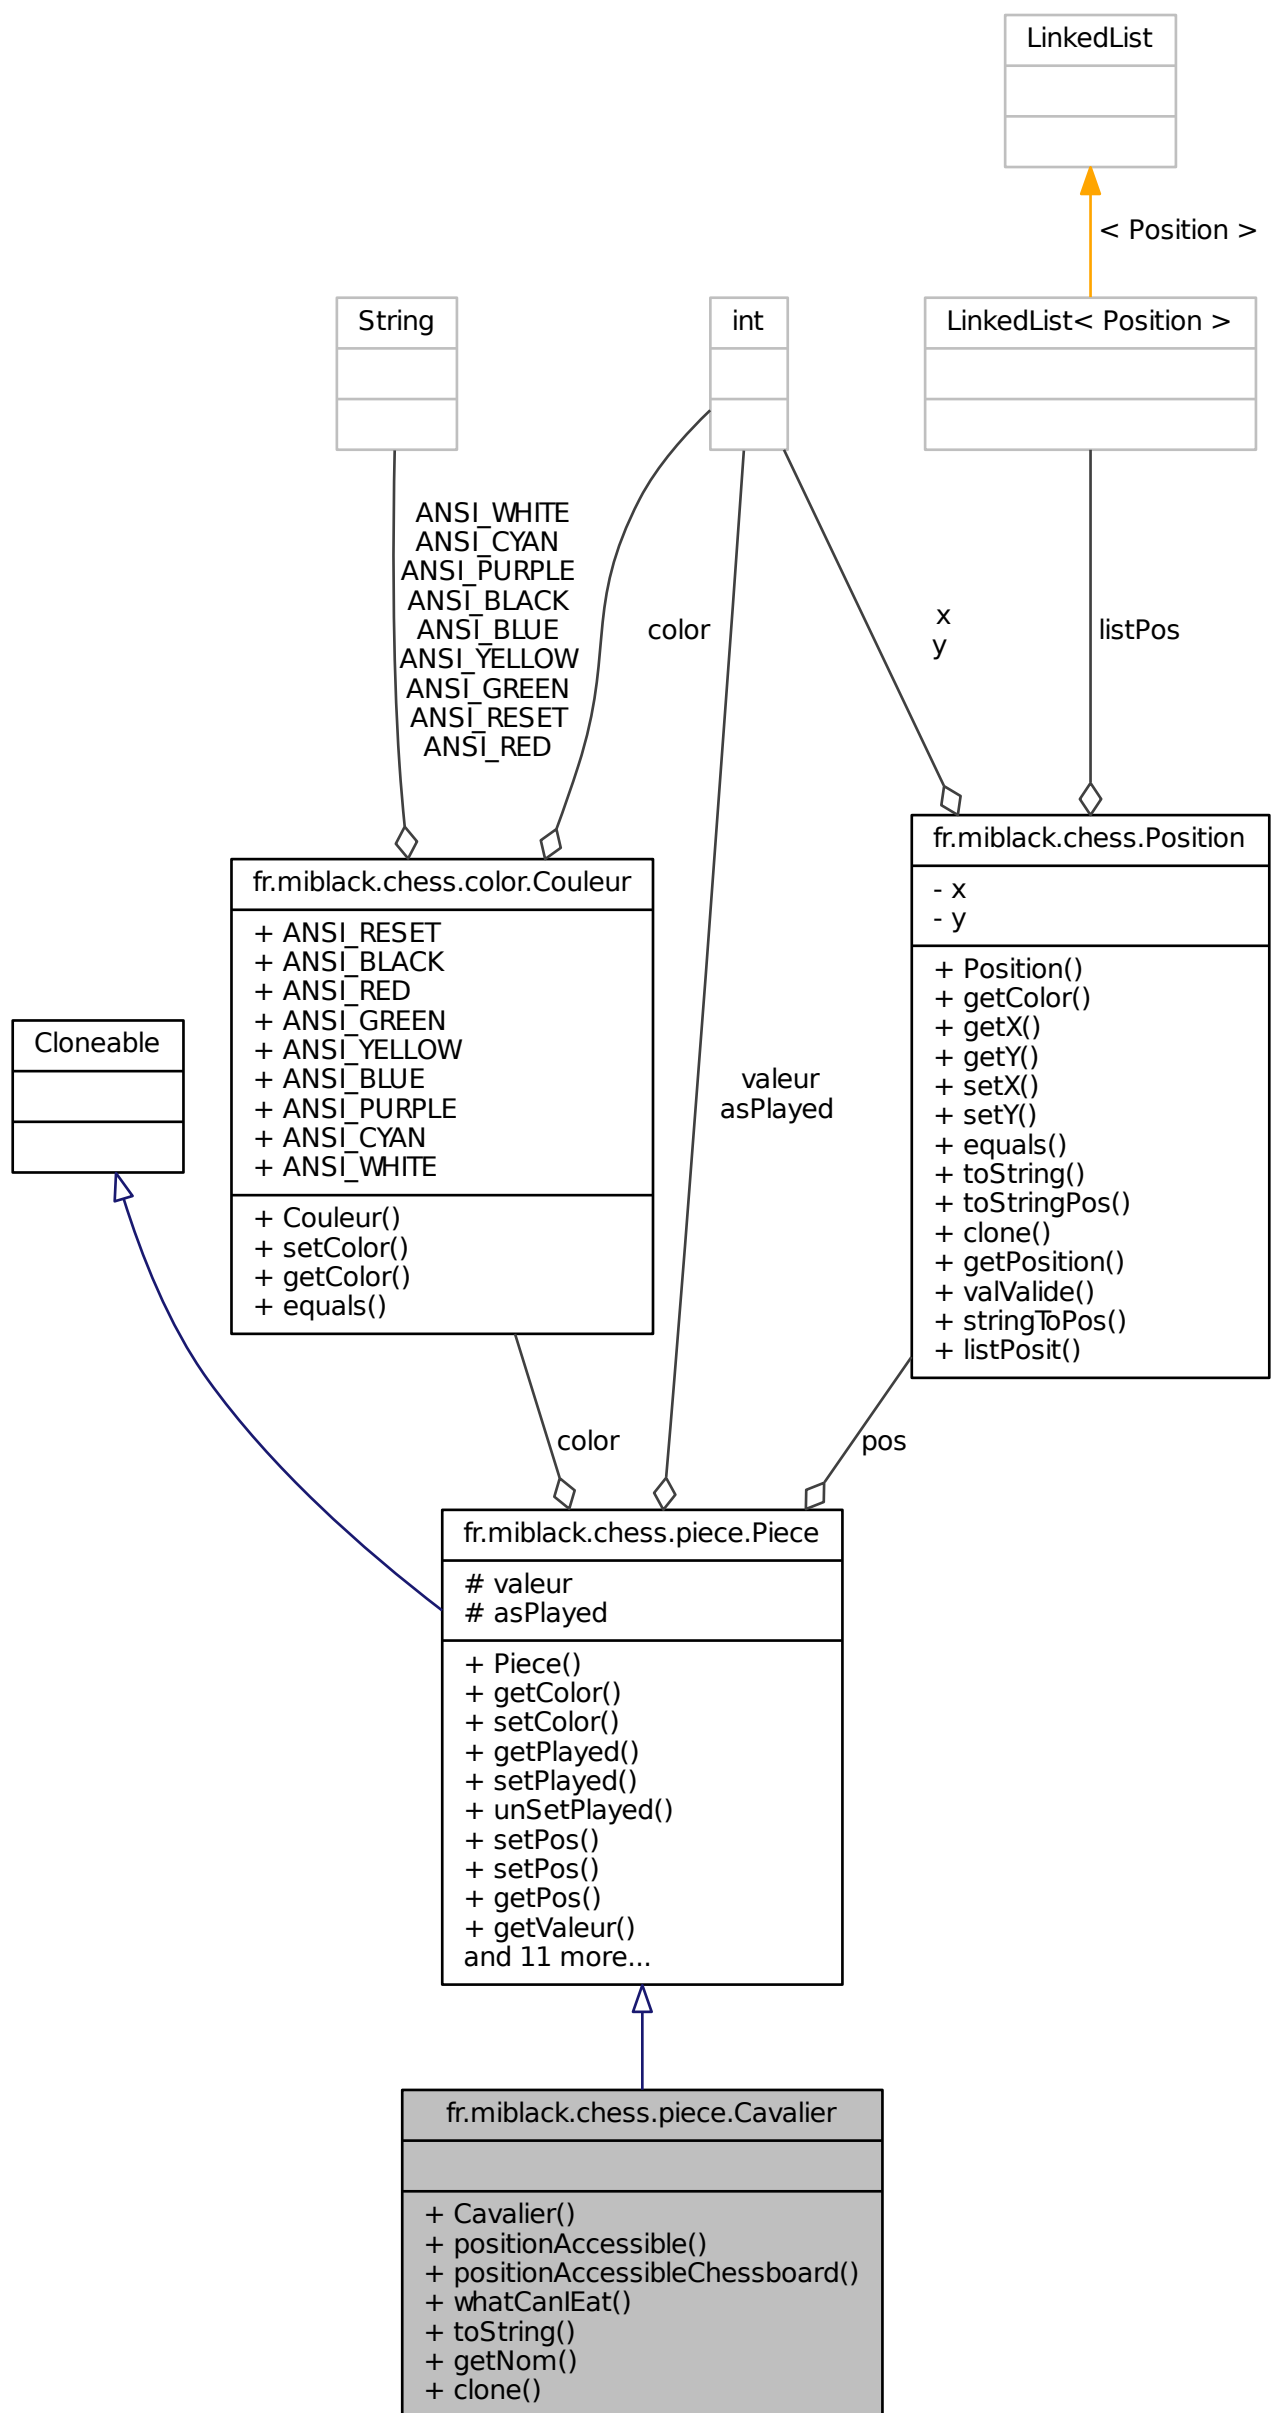 LinkedList
< Position >
String
int
LinkedList< Position >
ANSI_WHITE
ANSI_CYAN
ANSI_PURPLE
ANSI_BLACK
ANSI_BLUE
ANSI_YELLOW
ANSI_GREEN
ANSI_RESET
ANSI_RED
color
x
y
listPos
fr.miblack.chess.color.Couleur
+ ANSI_RESET
+ ANSI_BLACK
+ ANSI_RED
+ ANSI_GREEN
+ ANSI_YELLOW
+ ANSI_BLUE
+ ANSI_PURPLE
+ ANSI_CYAN
+ ANSI_WHITE
+ Couleur()
+ setColor()
+ getColor()
+ equals()
fr.miblack.chess.Position
- x
- y
+ Position()
+ getColor()
+ getX()
+ getY()
+ setX()
+ setY()
+ equals()
+ toString()
+ toStringPos()
+ clone()
+ getPosition()
+ valValide()
+ stringToPos()
+ listPosit()
Cloneable
valeur
asPlayed
color
pos
fr.miblack.chess.piece.Piece
# valeur
# asPlayed
+ Piece()
+ getColor()
+ setColor()
+ getPlayed()
+ setPlayed()
+ unSetPlayed()
+ setPos()
+ setPos()
+ getPos()
+ getValeur()
and 11 more...
fr.miblack.chess.piece.Cavalier
+ Cavalier()
+ positionAccessible()
+ positionAccessibleChessboard()
+ whatCanIEat()
+ toString()
+ getNom()
+ clone()